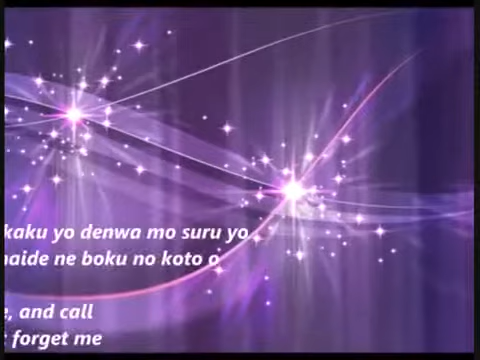 kaku yo denwa mo suru yo
naide ne boku no koto o
, and call
forget me